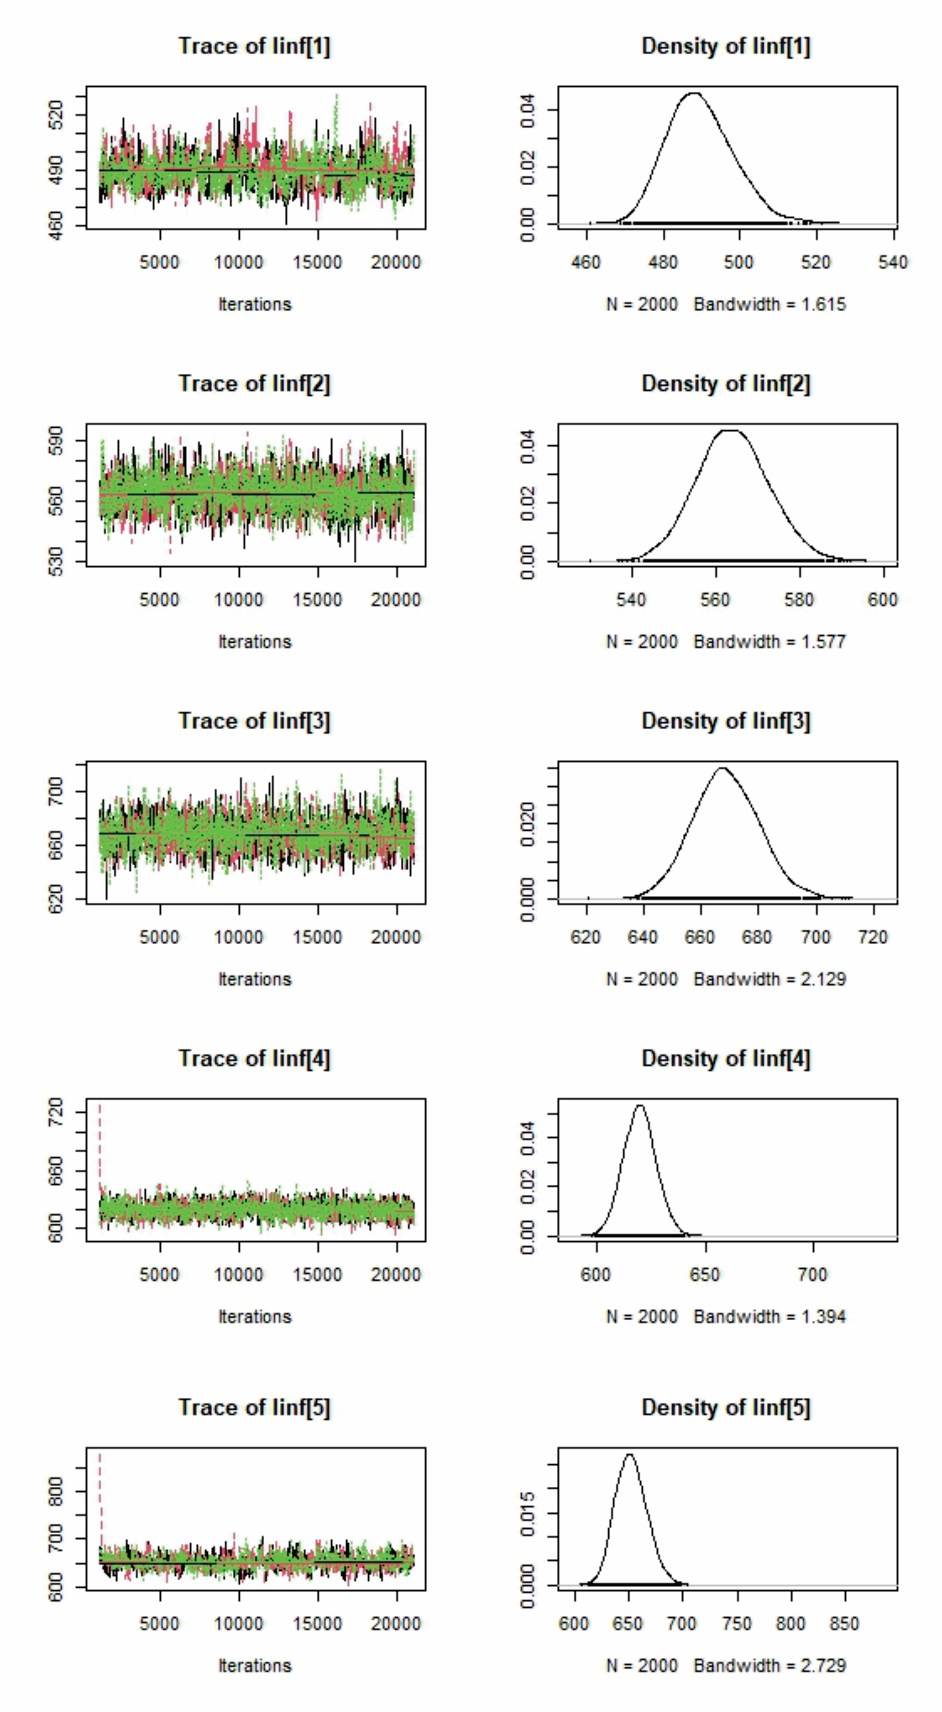 Trace of linf[1]
Density of linf[1]
460 490 520
0.00 0.02 0.04
5000 10000 15000 20000
460 480 500 520 540
Iterations
N = 2000 Bandwidth = 1.615
Trace of linf[2]
Density of linf[2]
530 560 590
0.00 0.02 0.04
5000 10000 15000 20000
540 560 580 600
Iterations
N = 2000 Bandwidth = 1.577
Trace of linf[3]
Density of linf[3]
620 660 700
0.000 0.020
5000 10000 15000 20000
620 640 660 680 700 720
Iterations
N = 2000 Bandwidth = 2.129
Trace of linf[4]
Density of linf[4]
600 660 720
0.00 0.02 0.04
5000 10000 15000 20000
600 650 700
Iterations
N = 2000 Bandwidth = 1.394
Trace of linf[5]
Density of linf[5]
600 700 800
0.000 0.015
5000 10000 15000 20000
600 650 700 750 800 850
Iterations
N = 2000 Bandwidth = 2.729